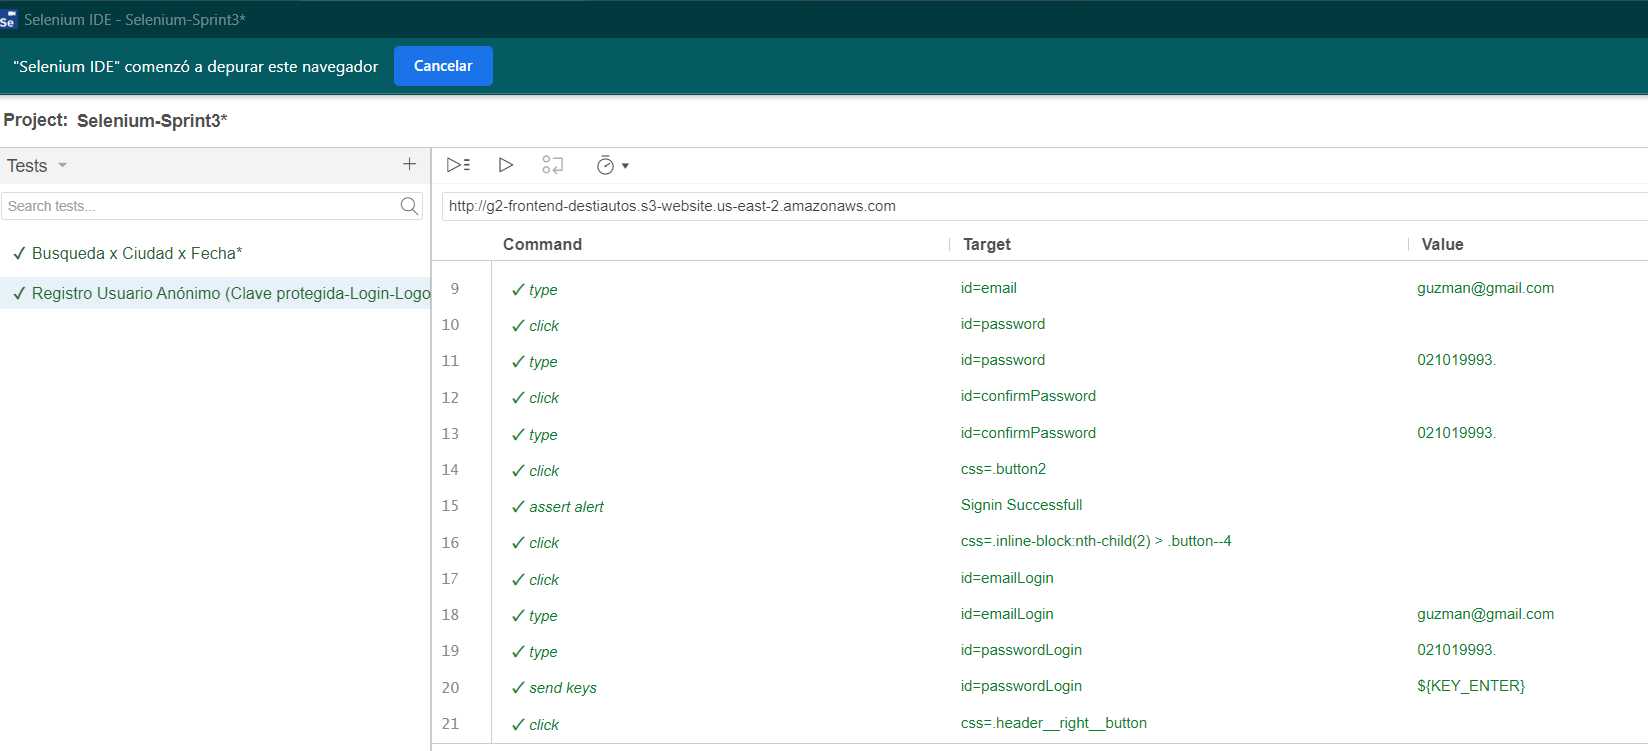 Se Selenium IDE - Selenium-Sprint3*
"Selenium IDE" comenzó a depurar este navegador Cancelar
Project: Selenium-Sprint3*
Tests
Search tests...
✓ Busqueda x Ciudad x Fecha*
✓ Registro Usuario Anónimo (Clave protegida-Login-Logo
http://g2-frontend-destiautos.s3-website.us-east-2.amazonaws.com
Command Target Value
9 ✓ type id=email guzman@gmail.com
10 ✓ click id=password
11 ✓ type id=password 021019993.
12 ✓ click id=confirmPassword
13 ✓ type id=confirmPassword 021019993.
14 ✓ click css=.button2
15 ✓ assert alert Signin Successfull
16 ✓ click css=.inline-block:nth-child(2) > .button--4
17 ✓ click id=emailLogin
18 ✓ type id=emailLogin guzman@gmail.com
19 ✓ type id=passwordLogin 021019993.
20 ✓ send keys id=passwordLogin ${KEY_ENTER}
21 ✓ click css=.header__right__button